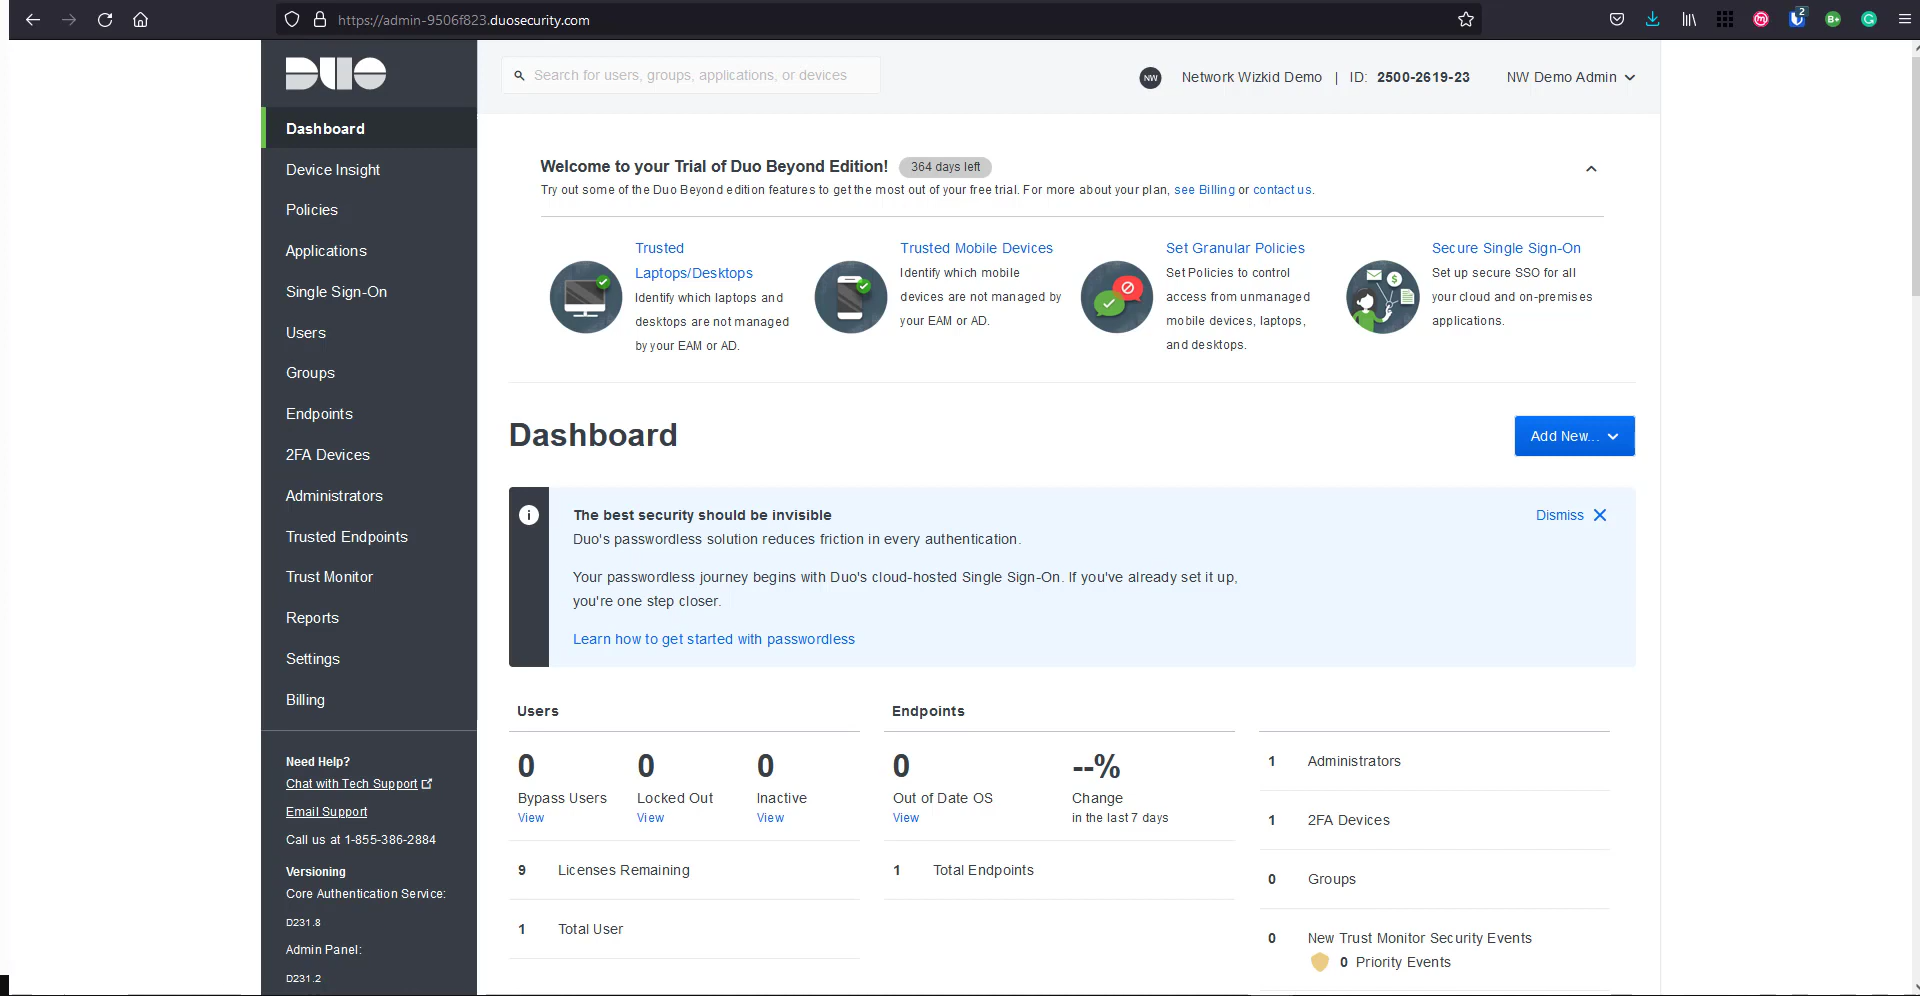 https://admin-9506f823.duosecurity.com
2
B+
DUO
Search for users, groups, applications, or devices
NW
Network Wizkid Demo | ID: 2500-2619-23
NW Demo Admin
Dashboard
Device Insight
Policies
Applications
Single Sign-On
Users
Groups
Endpoints
2FA Devices
Administrators
Trusted Endpoints
Trust Monitor
Reports
Settings
Billing
Need Help?
Chat with Tech Support
Email Support
Call us at 1-855-386-2884
Versioning
Core Authentication Service:
D231.8
Admin Panel:
D231.2
Welcome to your Trial of Duo Beyond Edition! 364 days left
Try out some of the Duo Beyond edition features to get the most out of your free trial. For more about your plan, see Billing or contact us.
Trusted
Laptops/Desktops
Identify which laptops and
desktops are not managed
by your EAM or AD.
Trusted Mobile Devices
Identify which mobile
devices are not managed by
your EAM or AD.
Set Granular Policies
Set Policies to control
access from unmanaged
mobile devices, laptops,
and desktops.
$
Secure Single Sign-On
Set up secure SSO for all
your cloud and on-premises
applications.
Dashboard
Add New...
The best security should be invisible
Dismiss
Duo's passwordless solution reduces friction in every authentication.
Your passwordless journey begins with Duo's cloud-hosted Single Sign-On. If you've already set it up,
you're one step closer.
Learn how to get started with passwordless
Users
0 0 0
Bypass Users Locked Out Inactive
View View View
9 Licenses Remaining
1 Total User
Endpoints
0 --%
Out of Date OS Change
View in the last 7 days
1 Total Endpoints
1 Administrators
1 2FA Devices
0 Groups
0 New Trust Monitor Security Events
0 Priority Events